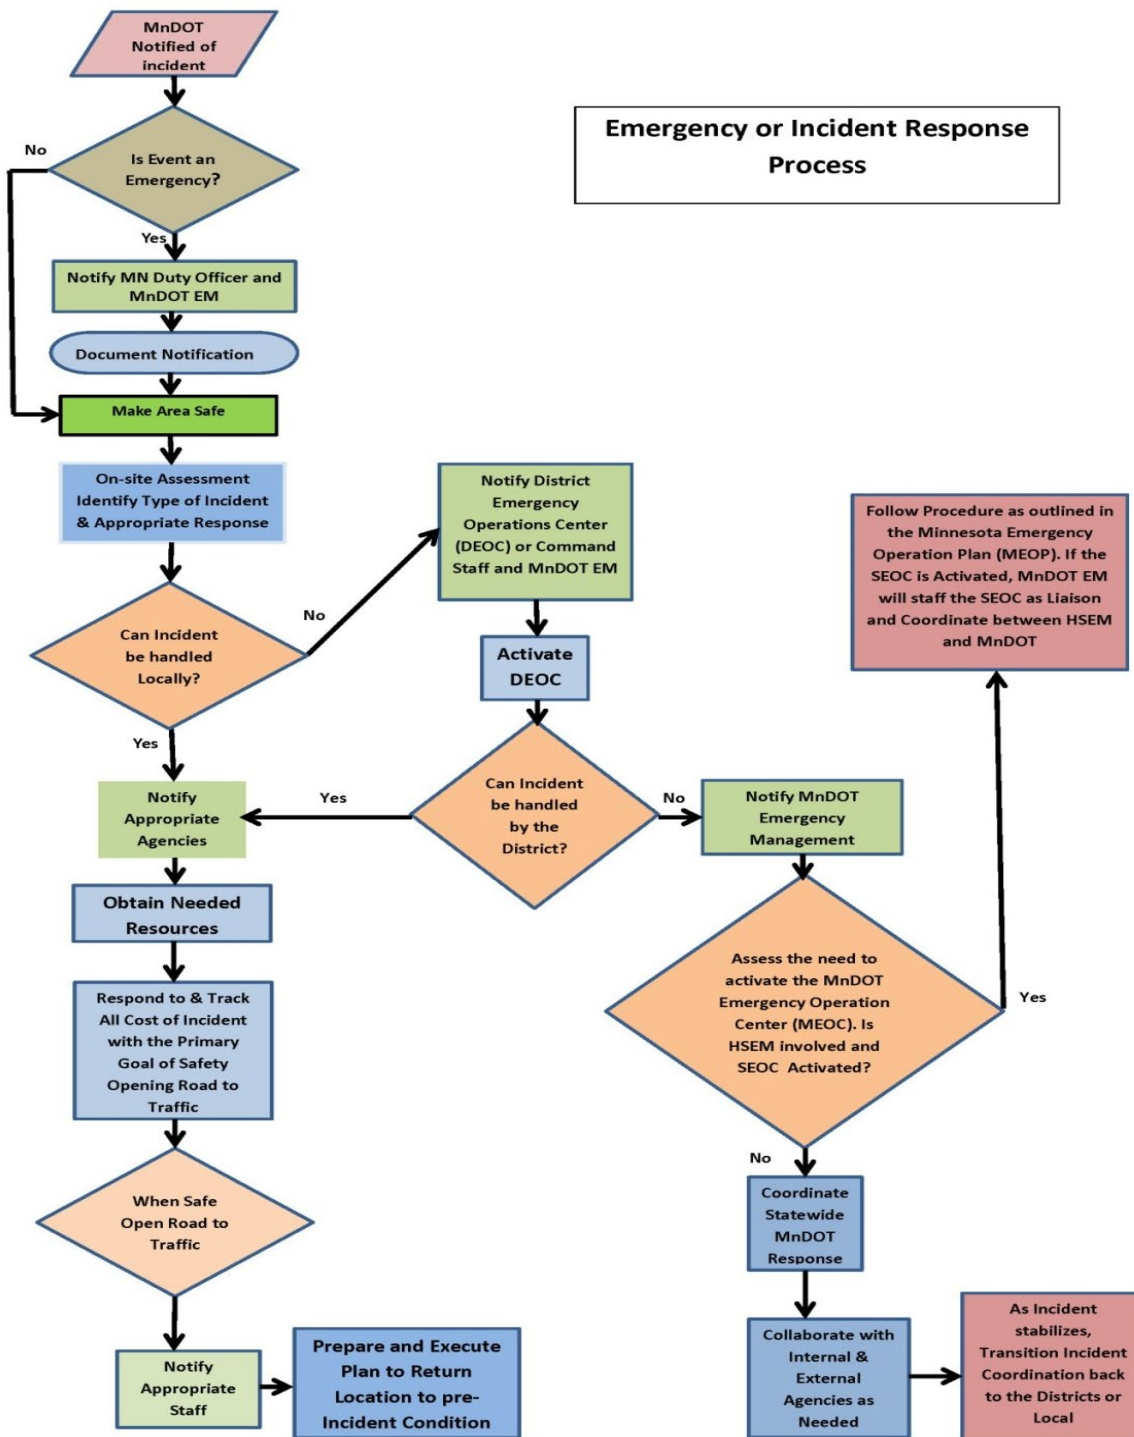 MnDOT
Notified of
incident
Emergency or Incident Response
Process
No
Is Event an
Emergency?
Yes
Notify MN Duty Officer and
MnDOT EM
Document Notification
Make Area Safe
On-site Assessment
Identify Type of Incident
& Appropriate Response
Notify District
Emergency
Operations Center
(DEOC) or Command
Staff and MnDOT EM
Follow Procedure as outlined in
the Minnesota Emergency
Operation Plan (MEOP). If the
SEOC is Activated, MnDOT EM
will staff the SEOC as Liaison
and Coordinate between HSEM
and MnDOT
No
Can Incident
be handled
Locally?
Activate
DEOC
Yes
Notify
Appropriate
Agencies
Yes
Can Incident
be handled
by the
District?
No
Notify MnDOT
Emergency
Management
Obtain Needed
Resources
Assess the need to
activate the MnDOT
Emergency Operation
Center (MEOC). Is
HSEM involved and
SEOC Activated?
Yes
Respond to & Track
All Cost of Incident
with the Primary
Goal of Safety
Opening Road to
Traffic
No
When Safe
Open Road to
Traffic
Coordinate
Statewide
MnDOT
Response
Notify
Appropriate
Staff
Prepare and Execute
Plan to Return
Location to pre-
Incident Condition
Collaborate with
Internal &
External
Agencies as
Needed
As Incident
stabilizes,
Transition Incident
Coordination back
to the Districts or
Local